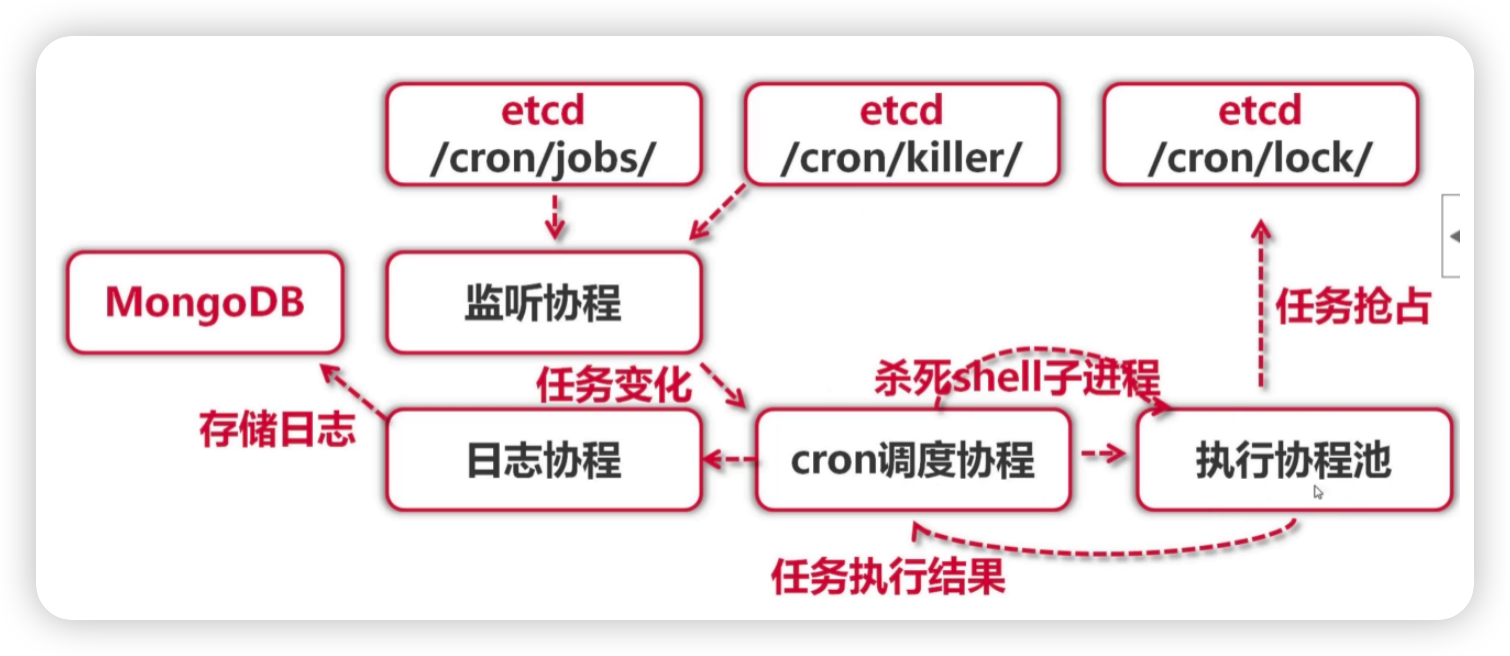 etcd
/cron/jobs/
etcd
/cron/killer/
etcd
/cron/lock/
MongoDB
监听协程
任务抢占
任务变化
杀死shell子进程
存储日志
日志协程
cron调度协程
执行协程池
任务执行结果